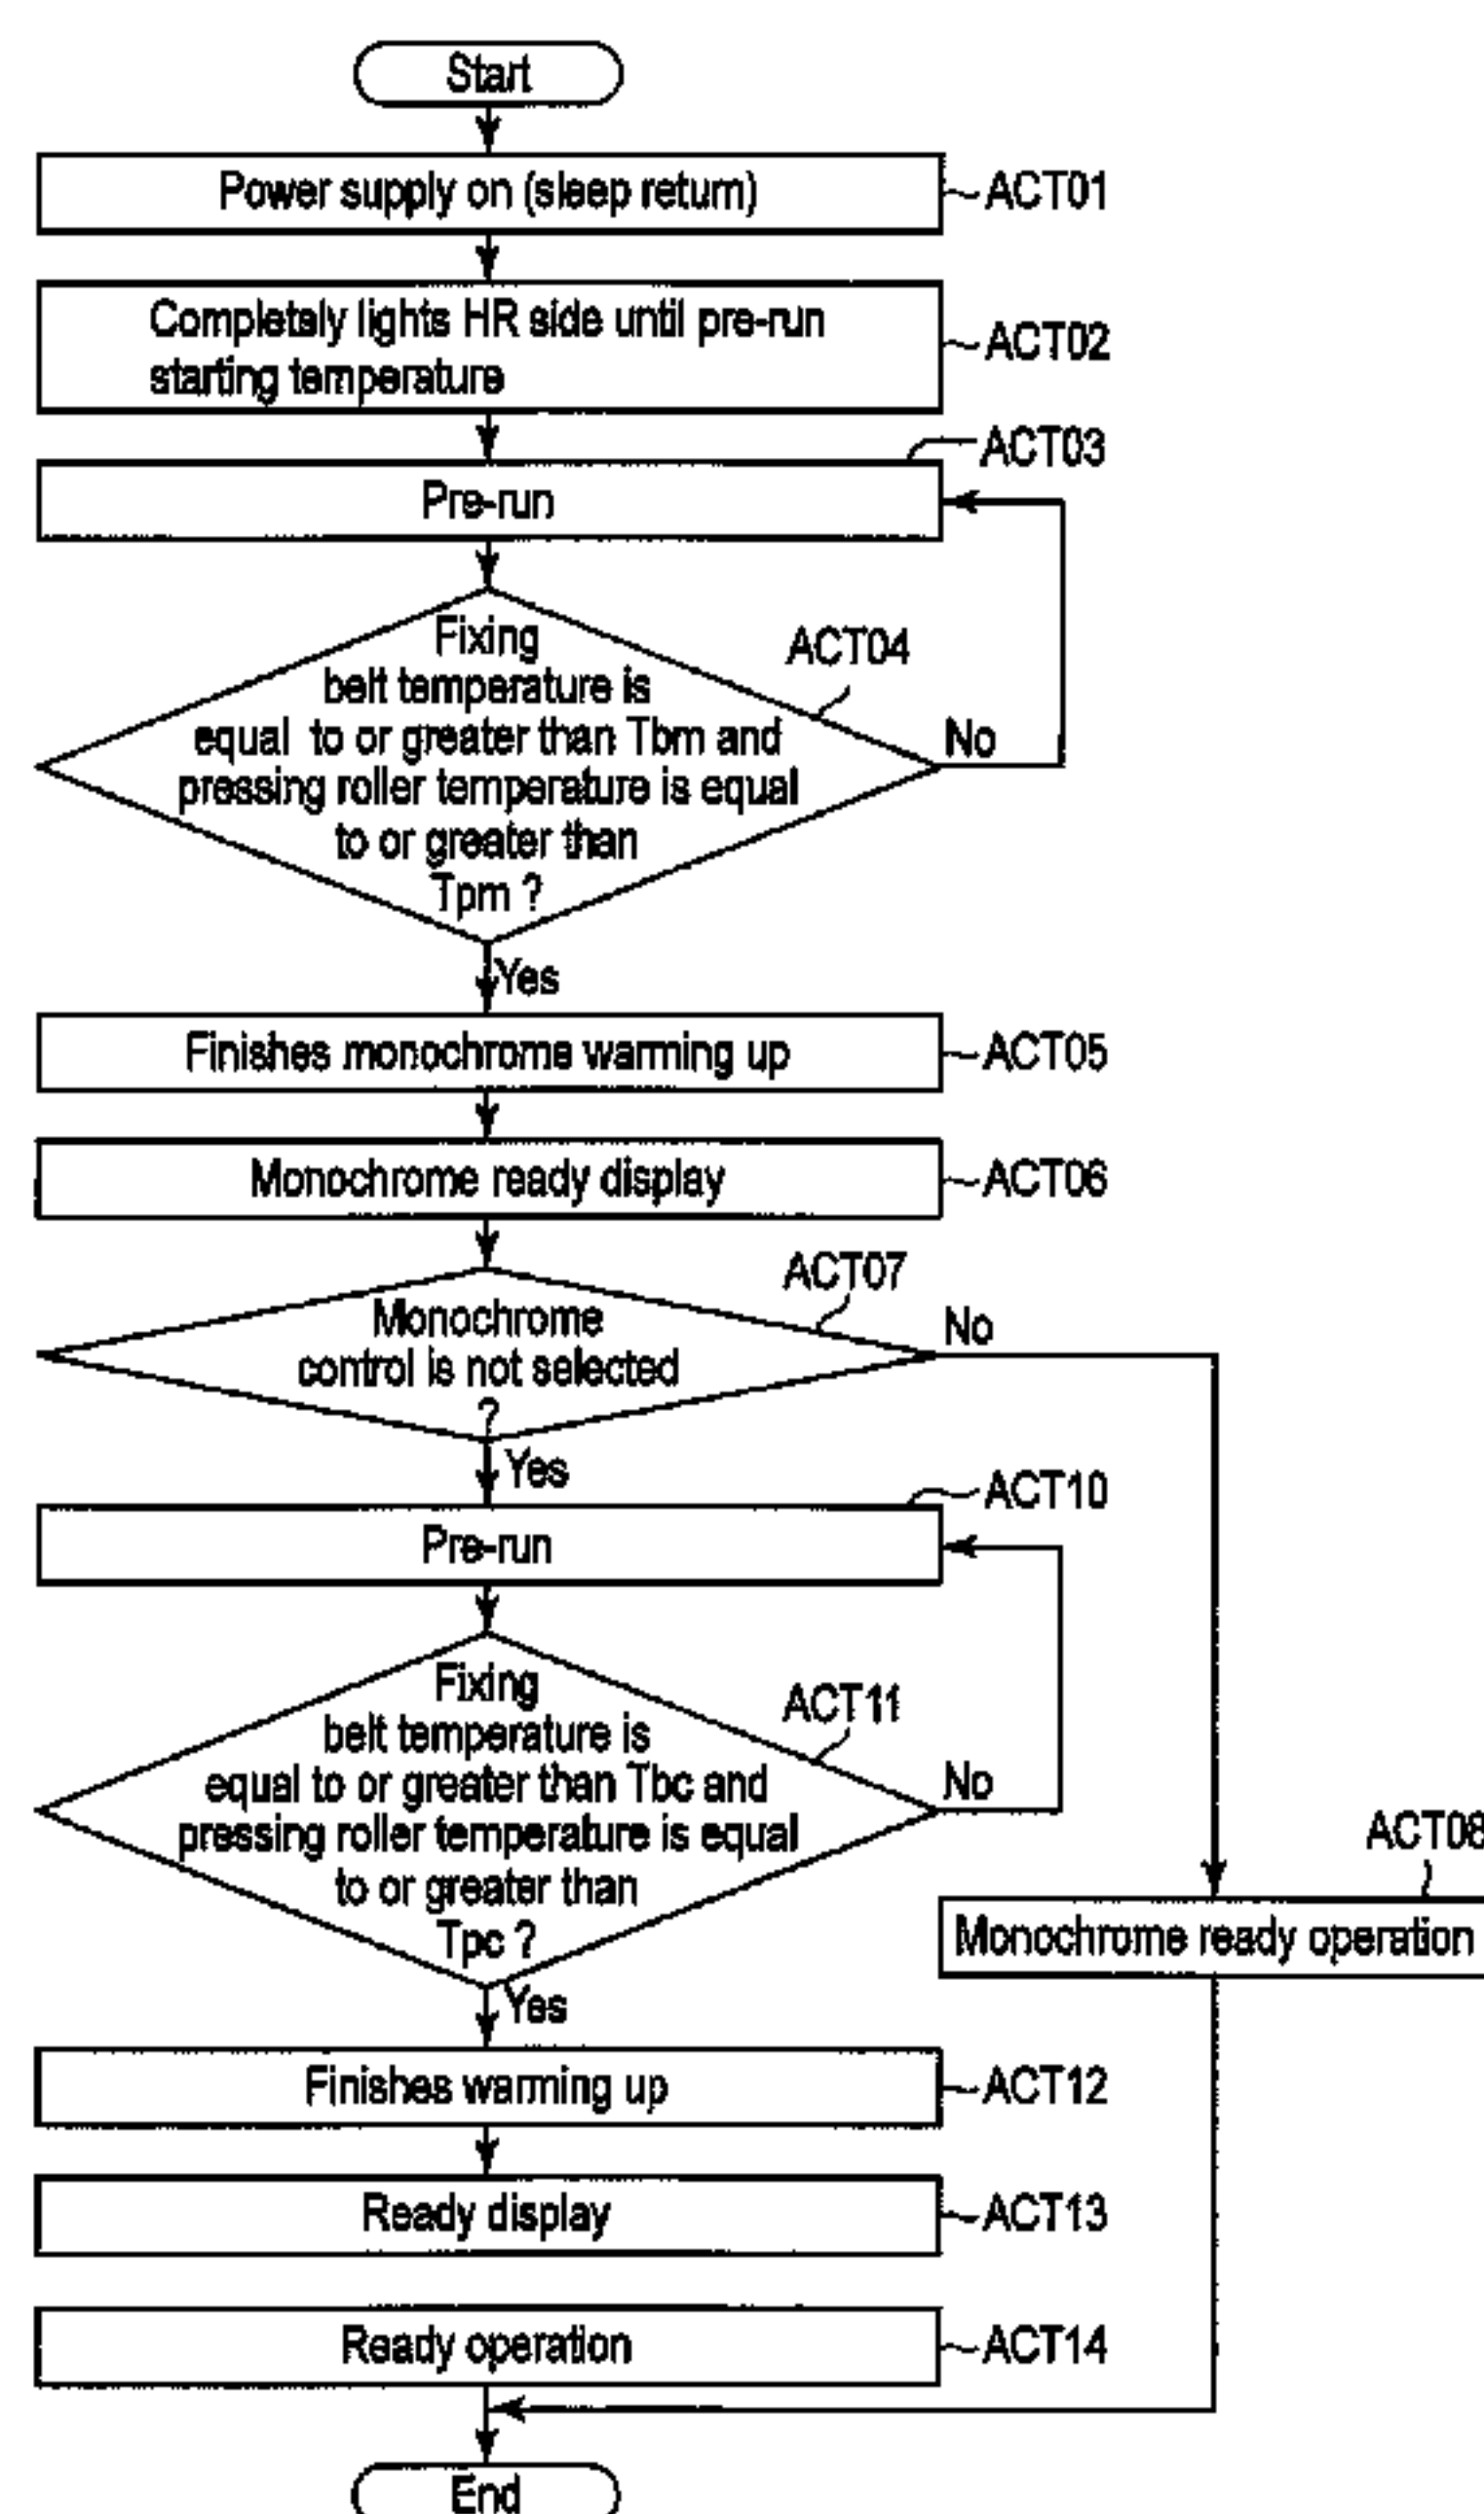 Start
Power supply on (sleep return)
ACT01
Completely lights HR side until pre-run
starting temperature
ACT02
ACT03
Pre-run
Fixing
belt temperature is
equal to or greater than Tbm and
pressing roller temperature is equal
to or greater than
Tpm ?
ACT04
No
Yes
Finishes monochrome warming up
ACT05
Monochrome ready display
ACT06
ACT07
Monochrome
control is not selected
?
No
Yes
ACT10
Pre-run
Fixing
belt temperature is
equal to or greater than Tbc and
pressing roller temperature is equal
to or greater than
Tpc ?
ACT11
No
ACT08
Monochrome ready operation
Yes
Finishes warming up
ACT12
Ready display
ACT13
Ready operation
ACT14
End